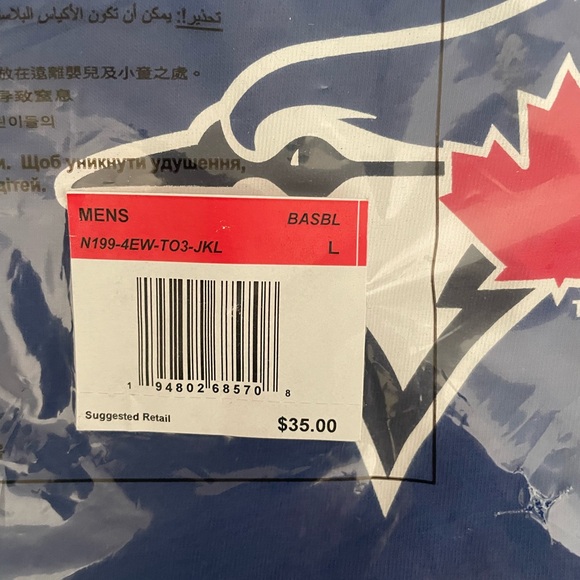 تحذير!: يمكن أن تكون الأكياس البلاس
放在遠離嬰兒及小童之處。
导致窒息
린이들의
и. Щоб уникнути удушення,
дітей.
MENS
BASBL
N199-4EW-TO3-JKL
L
1 94802 68570 8
Suggested Retail
$35.00